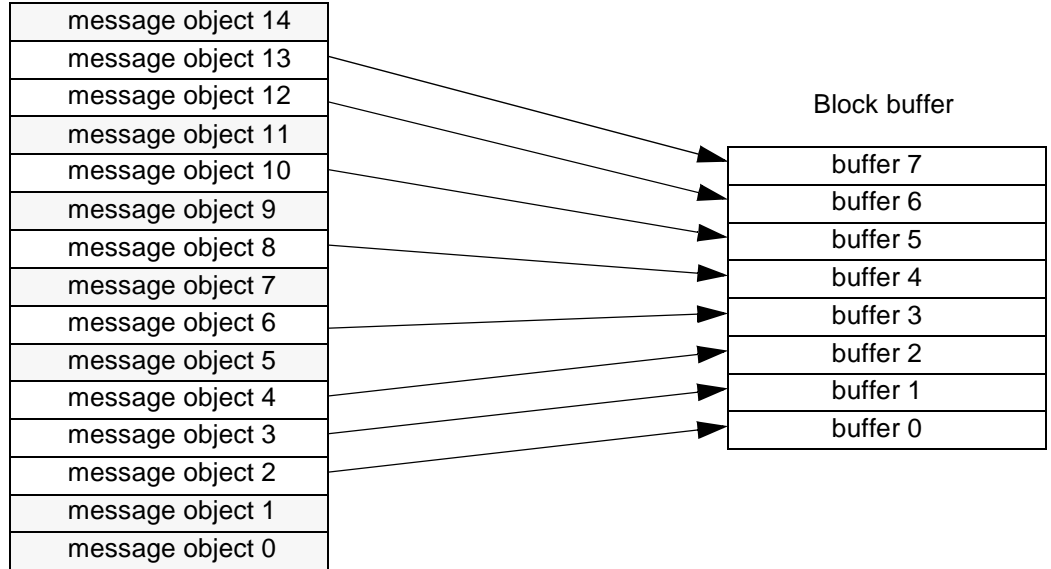 message object 14
message object 13
message object 12
message object 11
message object 10
message object 9
message object 8
message object 7
message object 6
message object 5
message object 4
message object 3
message object 2
message object 1
message object 0
Block buffer
buffer 7
buffer 6
buffer 5
buffer 4
buffer 3
buffer 2
buffer 1
buffer 0